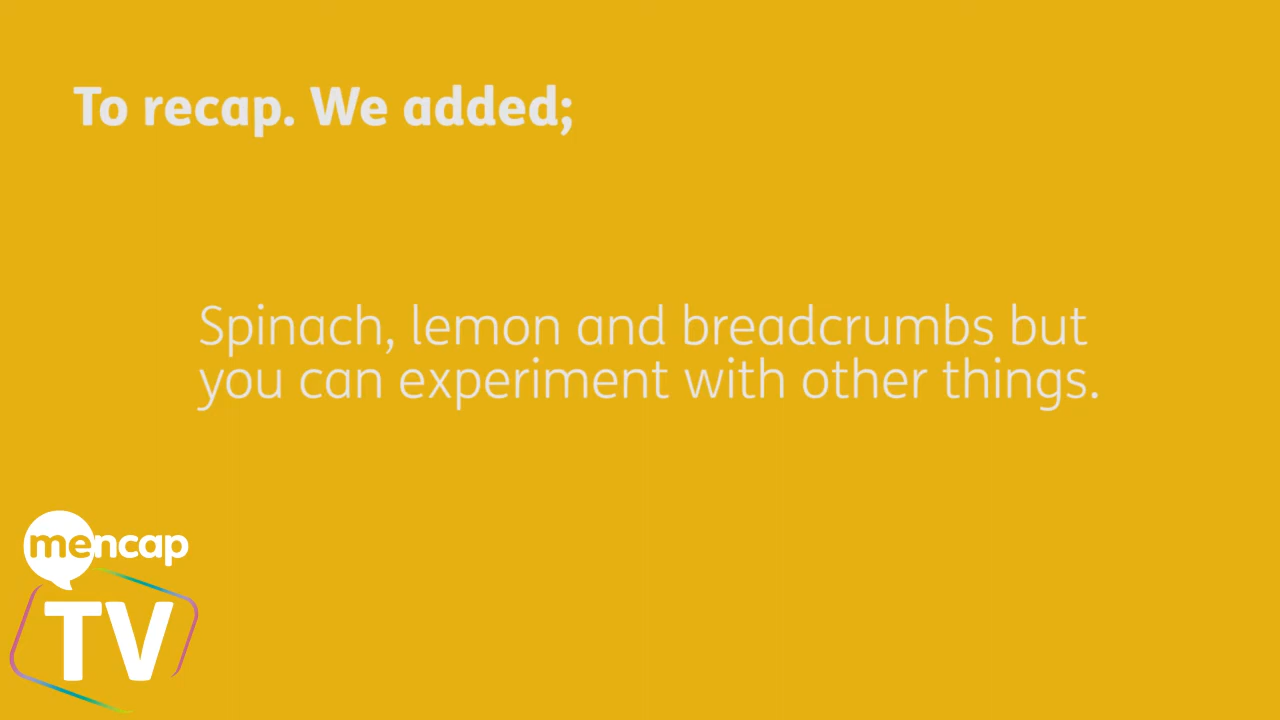 To recap. We added;
Spinach, lemon and breadcrumbs but
you can experiment with other things.
mencap
TV